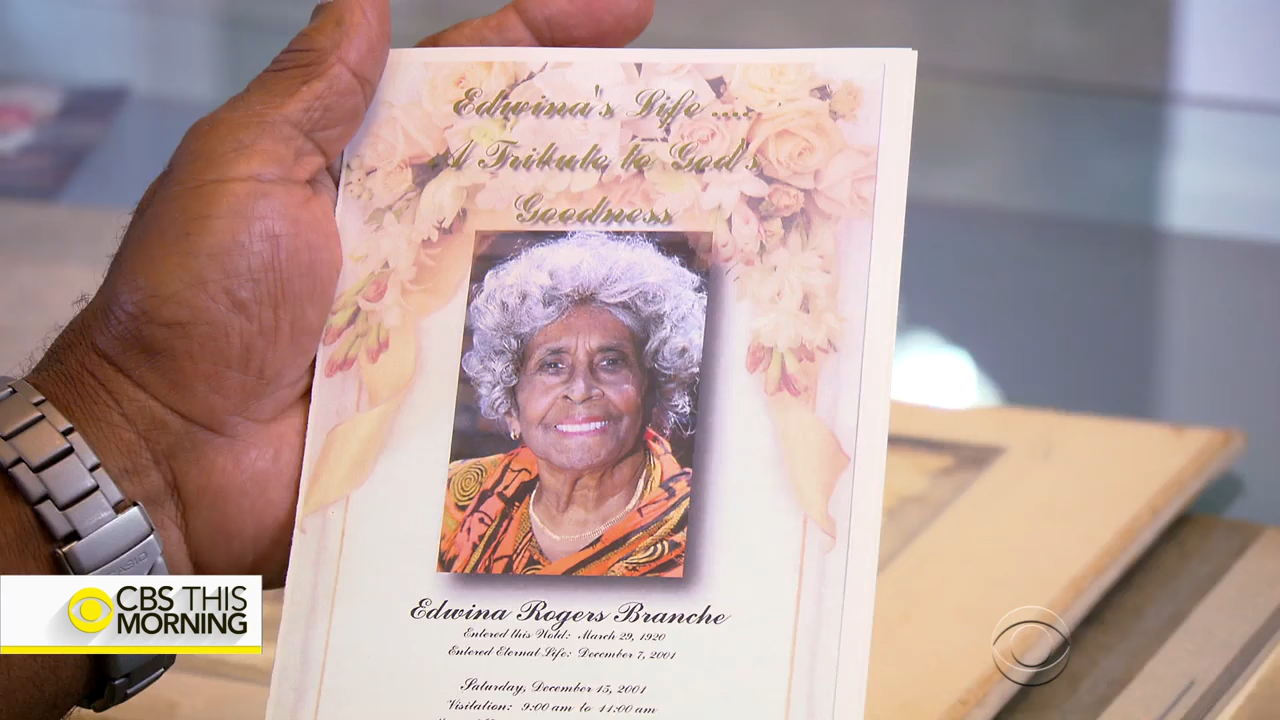 Edwina's Life ....
A Tribute to God's
Goodness
Edwina Rogers Branche
Entered this World: March 29, 1920
Entered Eternal Life: December 7, 2001
Saturday, December 15, 2001
Visitation: 9:00 am to 11:00 am
CBS THIS
MORNING